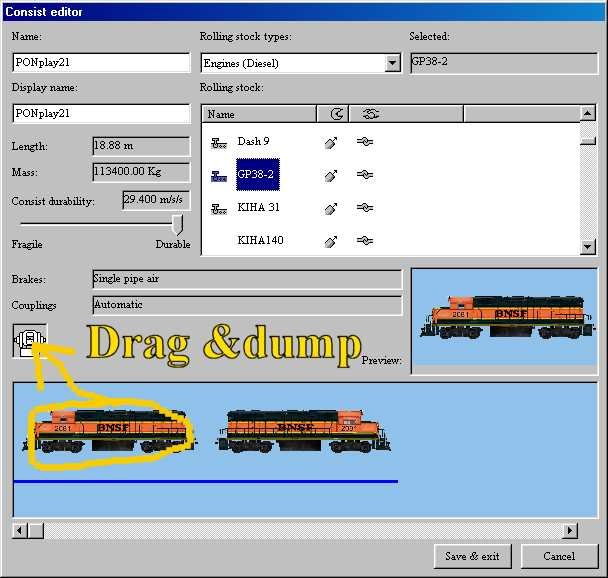 Consist editor
Name:
Rolling stock types:
Selected:
PONplay21
Engines (Diesel)
GP38-2
Display name:
Rolling stock:
PONplay21
Name
Length:
18.88 m
Dash 9
Mass:
113400.00 Kg
GP38-2
Consist durability:
29.400 m/s/s
KIHA 31
Fragile
Durable
KIHA140
Brakes:
Single pipe air
Couplings
Automatic
2081
BNSF
Drag &dump
Preview:
2081
BNSF
BNSF
Save & exit
Cancel